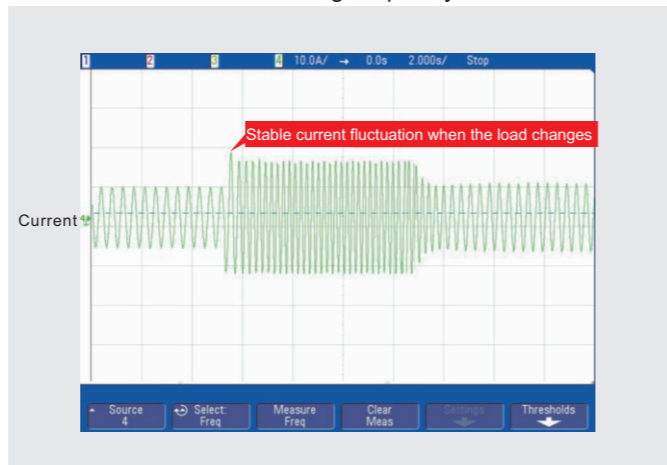 1 2 3 4 10.0A/ → 0.0s 2.000s/ Stop
Stable current fluctuation when the load changes
Current
Source
4
Select:
Freq
Measure
Freq
Clear
Meas
Settings
Thresholds